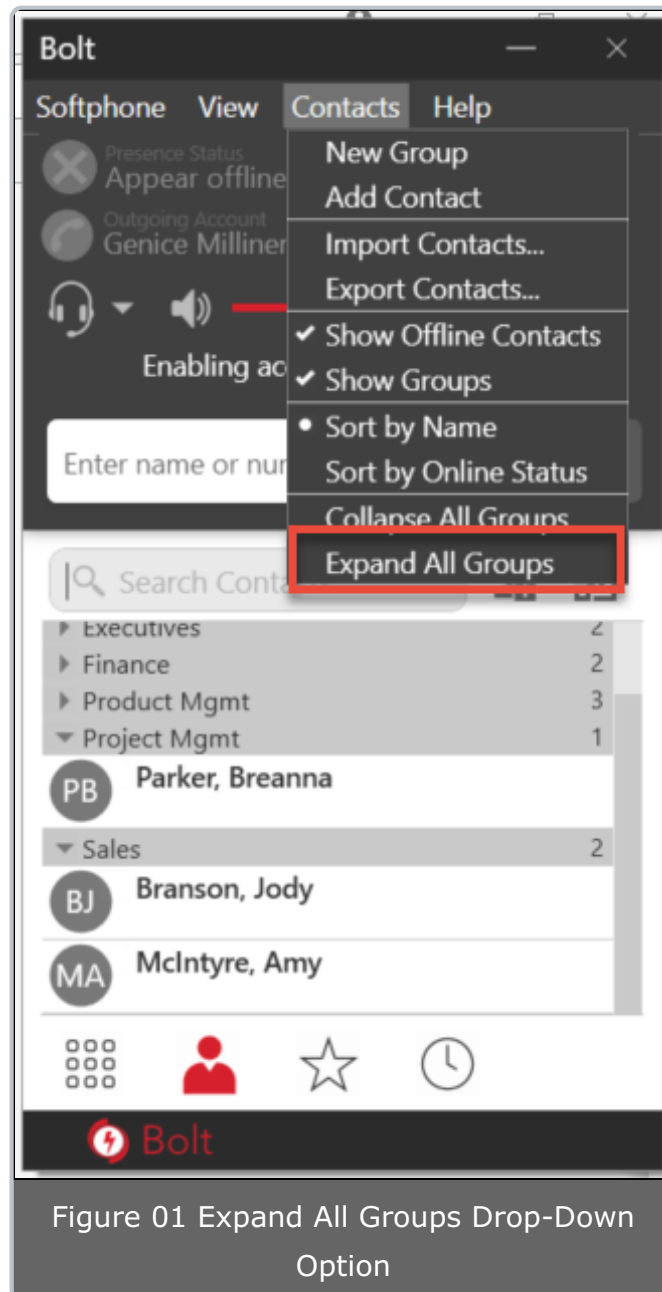 Bolt
Softphone View Contacts Help
Presence Status
Appear offline
Outgoing Account
Genice Milliner
New Group
Add Contact
Import Contacts...
Export Contacts...
Show Offline Contacts
Show Groups
Sort by Name
Sort by Online Status
Collapse All Groups
Expand All Groups
Enabling
Enter name or
Search
Executives 2
Finance 2
Product Mgmt 3
Project Mgmt 1
PB Parker, Breanna
Sales 2
BJ Branson, Jody
MA McIntyre, Amy
Bolt
Figure 01 Expand All Groups Drop-Down
Option